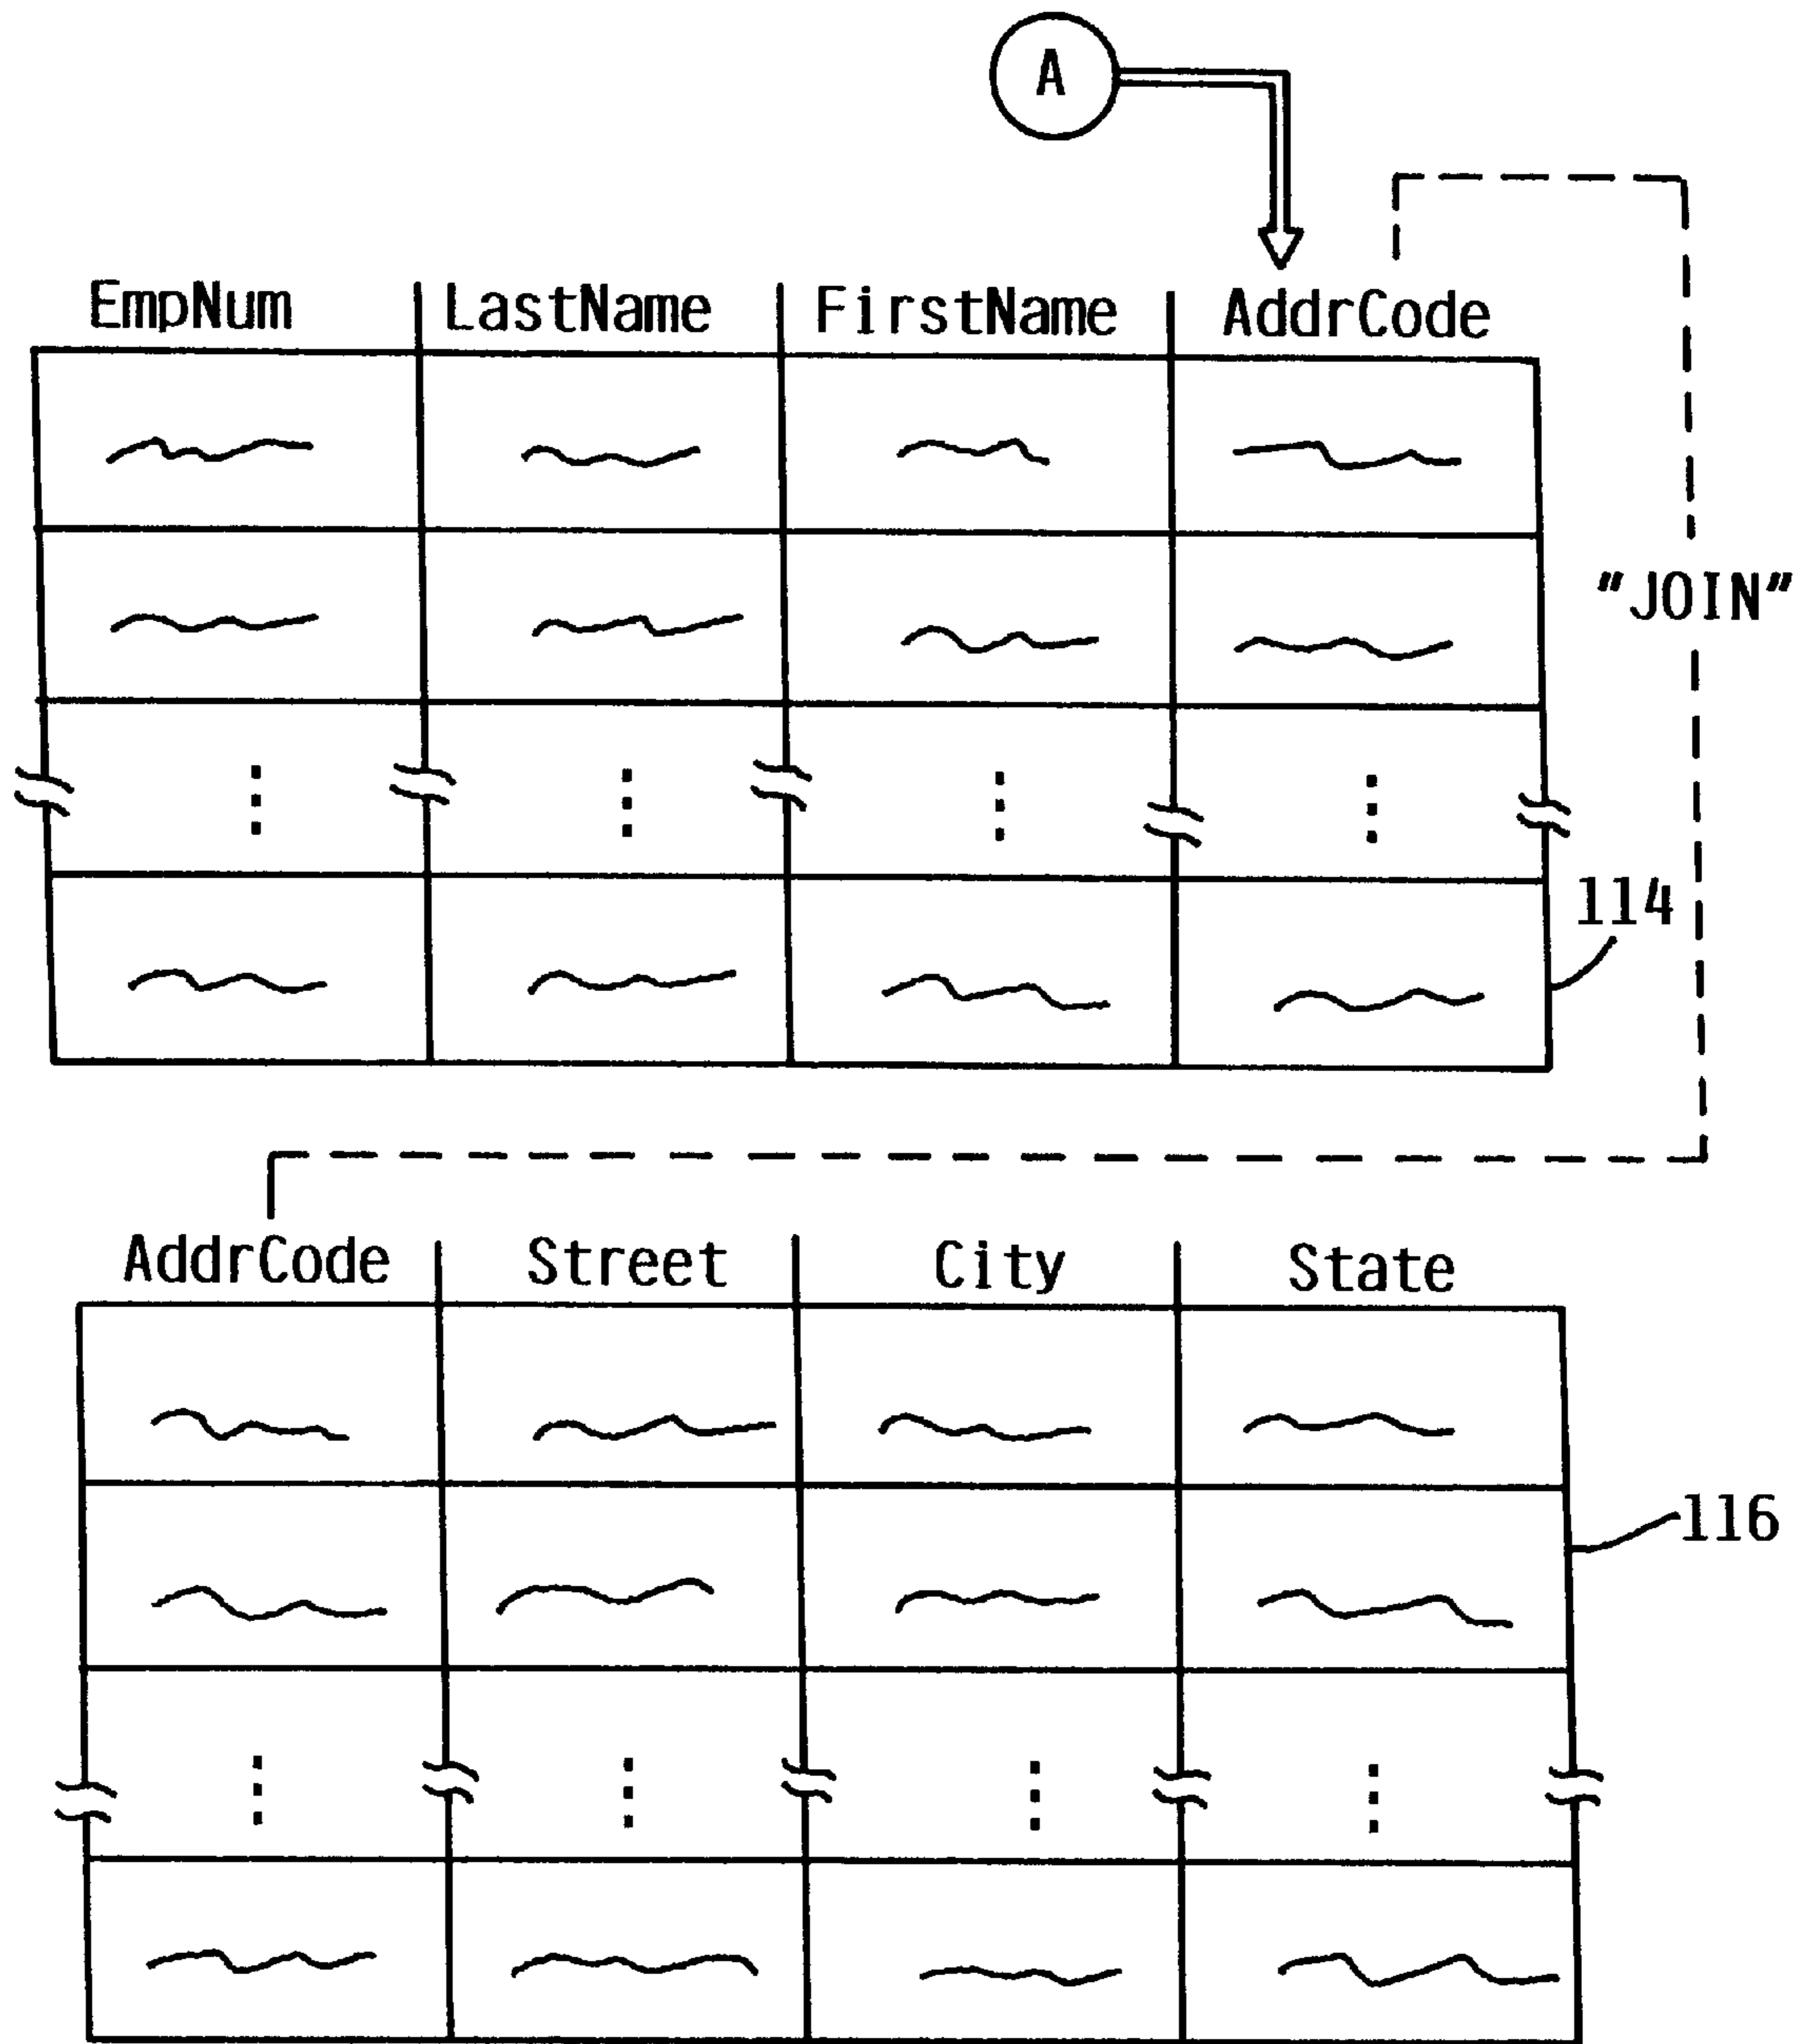 A
EmpNum LastName FirstName AddrCode
"JOIN"
114
AddrCode Street City State
116